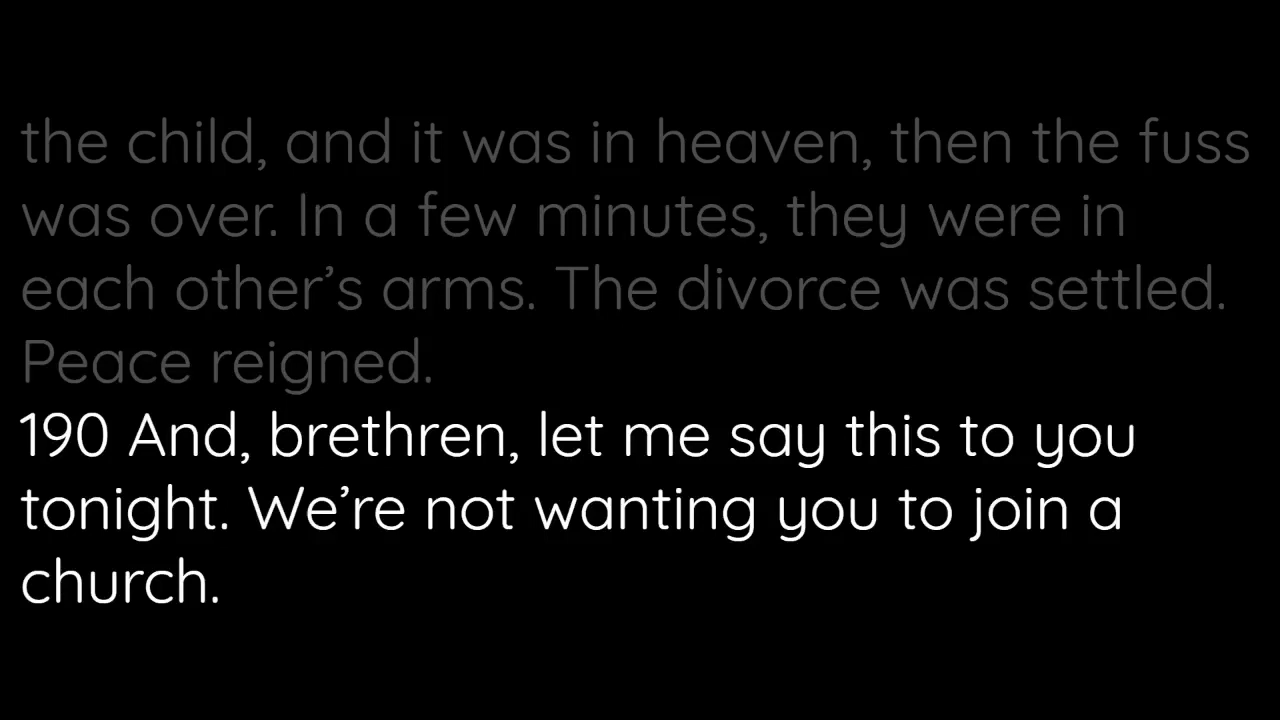 the child, and it was in heaven, then the fuss
was over. In a few minutes, they were in
each other’s arms. The divorce was settled.
Peace reigned.
190 And, brethren, let me say this to you
tonight. We’re not wanting you to join a
church.